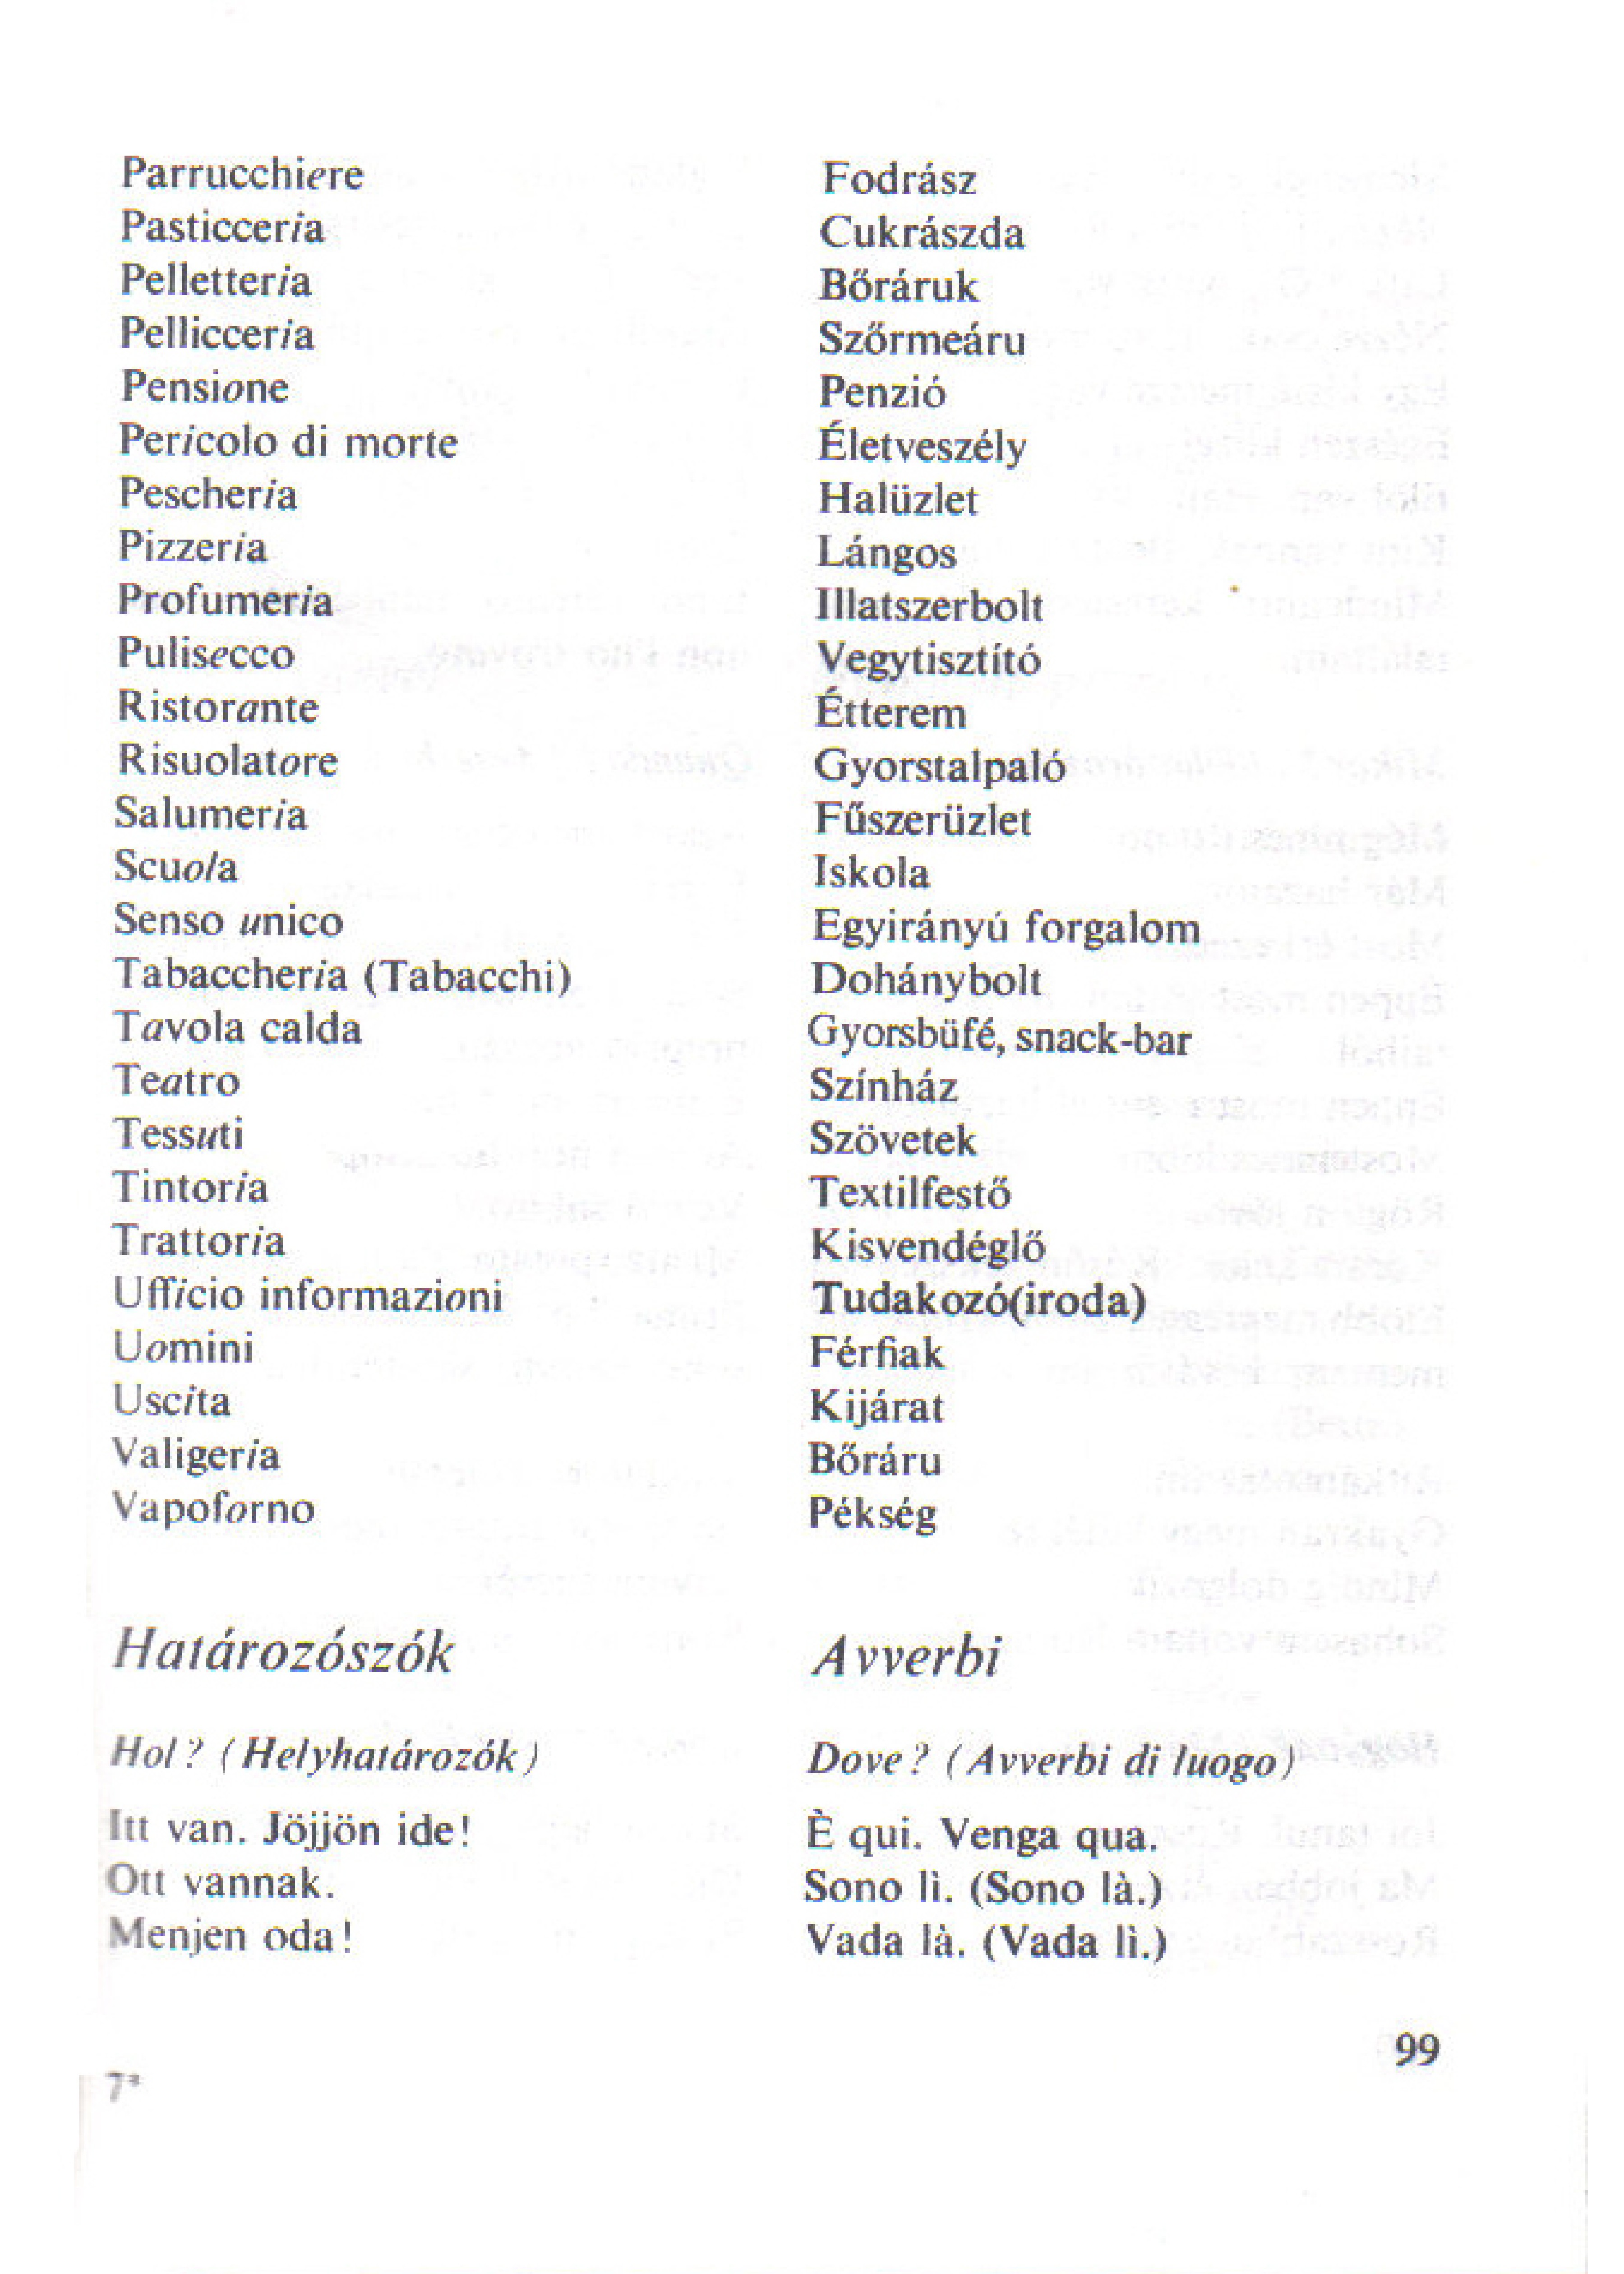 Parrucchiere Fodrász
Pasticceria Cukrászda
Pelletteria Bőráruk
Pellicceria Szőrmeáru
Pensione Penzió
Pericolo di morte Életveszély
Pescheria Halüzlet
Pizzeria Lángos
Profumeria Illatszerbolt
Pulisecco Vegytisztító
Ristorante Étterem
Risuolatore Gyorstalpaló
Salumeria Fűszerüzlet
Scuola Iskola
Senso unico Egyirányú forgalom
Tabaccheria (Tabacchi) Dohánybolt
Tavola calda Gyorsbüfé, snack-bar
Teatro Színház
Tessuti Szövetek
Tintoria Textilfestő
Trattoria Kisvendéglő
Ufficio informazioni Tudakozó(iroda)
Uomini Férfiak
Uscita Kijárat
Valigeria Bőráru
Vapoforno Pékség
Határozószók Avverbi
Hol? (Helyhatározók) Dove? (Avverbi di luogo)
Itt van. Jöjjön ide! È qui. Venga qua.
Ott vannak. Sono lì. (Sono là.)
Menjen oda! Vada là. (Vada lì.)
99
7*